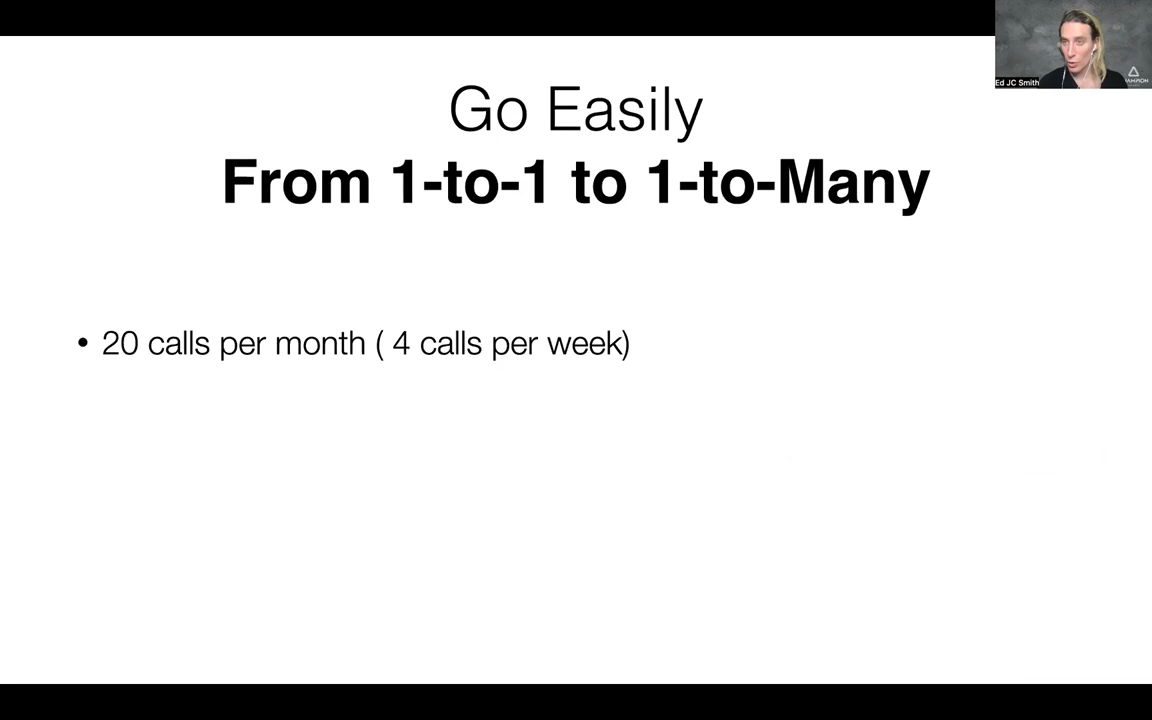 Go Easily
From 1-to-1 to 1-to-Many
• 20 calls per month ( 4 calls per week)
Ed JC Smith